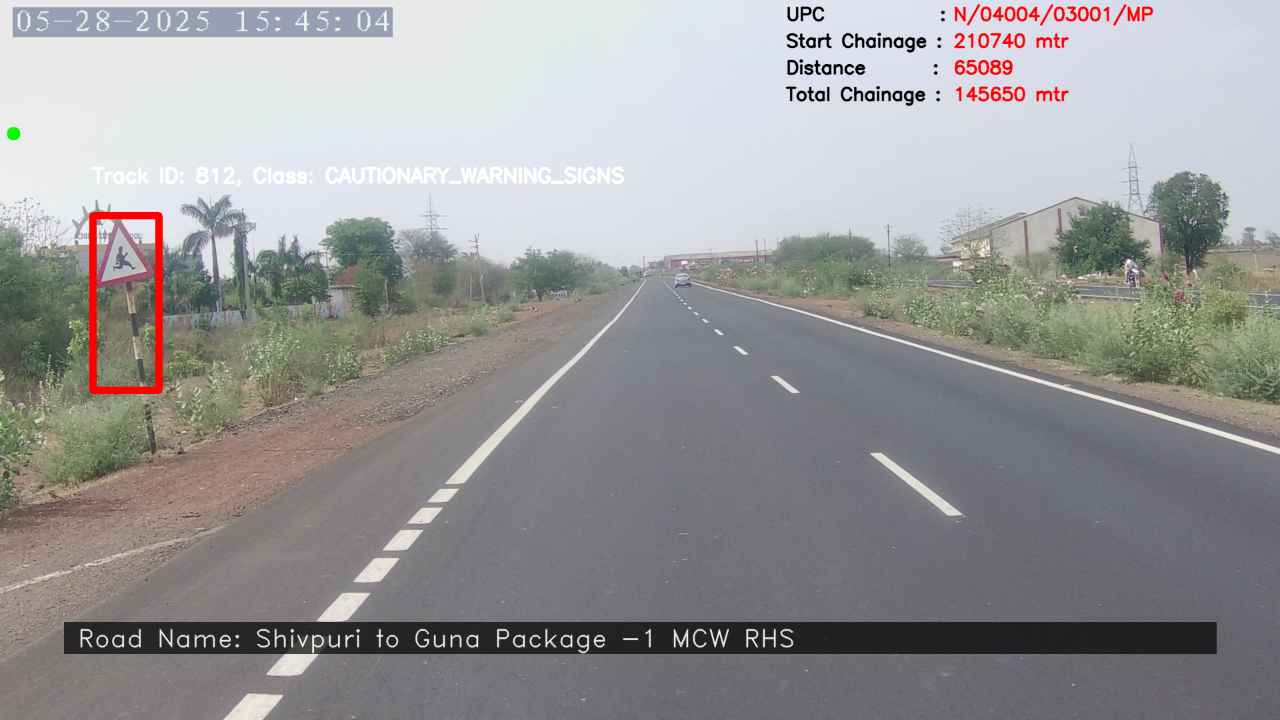 05-28-2025 15:45:04
UPC : N/04004/03001/MP
Start Chainage : 210740 mtr
Distance : 65089
Total Chainage : 145650 mtr
Track ID: 812, Class: CAUTIONARY_WARNING_SIGNS
Road Name: Shivpuri to Guna Package -1 MCW RHS